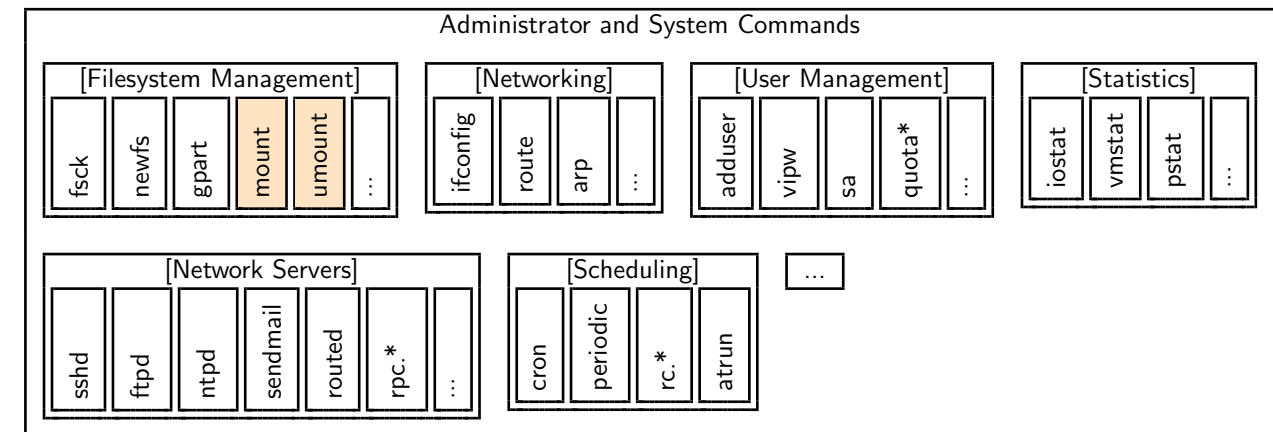 Administrator and System Commands
[Filesystem Management]
fsck
newfs
gpart
mount
umount
...
[Networking]
ifconfig
route
arp
...
[User Management]
adduser
vipw
sa
quota*
...
[Statistics]
iostat
vmstat
pstat
...
[Network Servers]
sshd
ftpd
ntpd
sendmail
routed
rpc.*
...
[Scheduling]
cron
periodic
rc.*
atrun
...